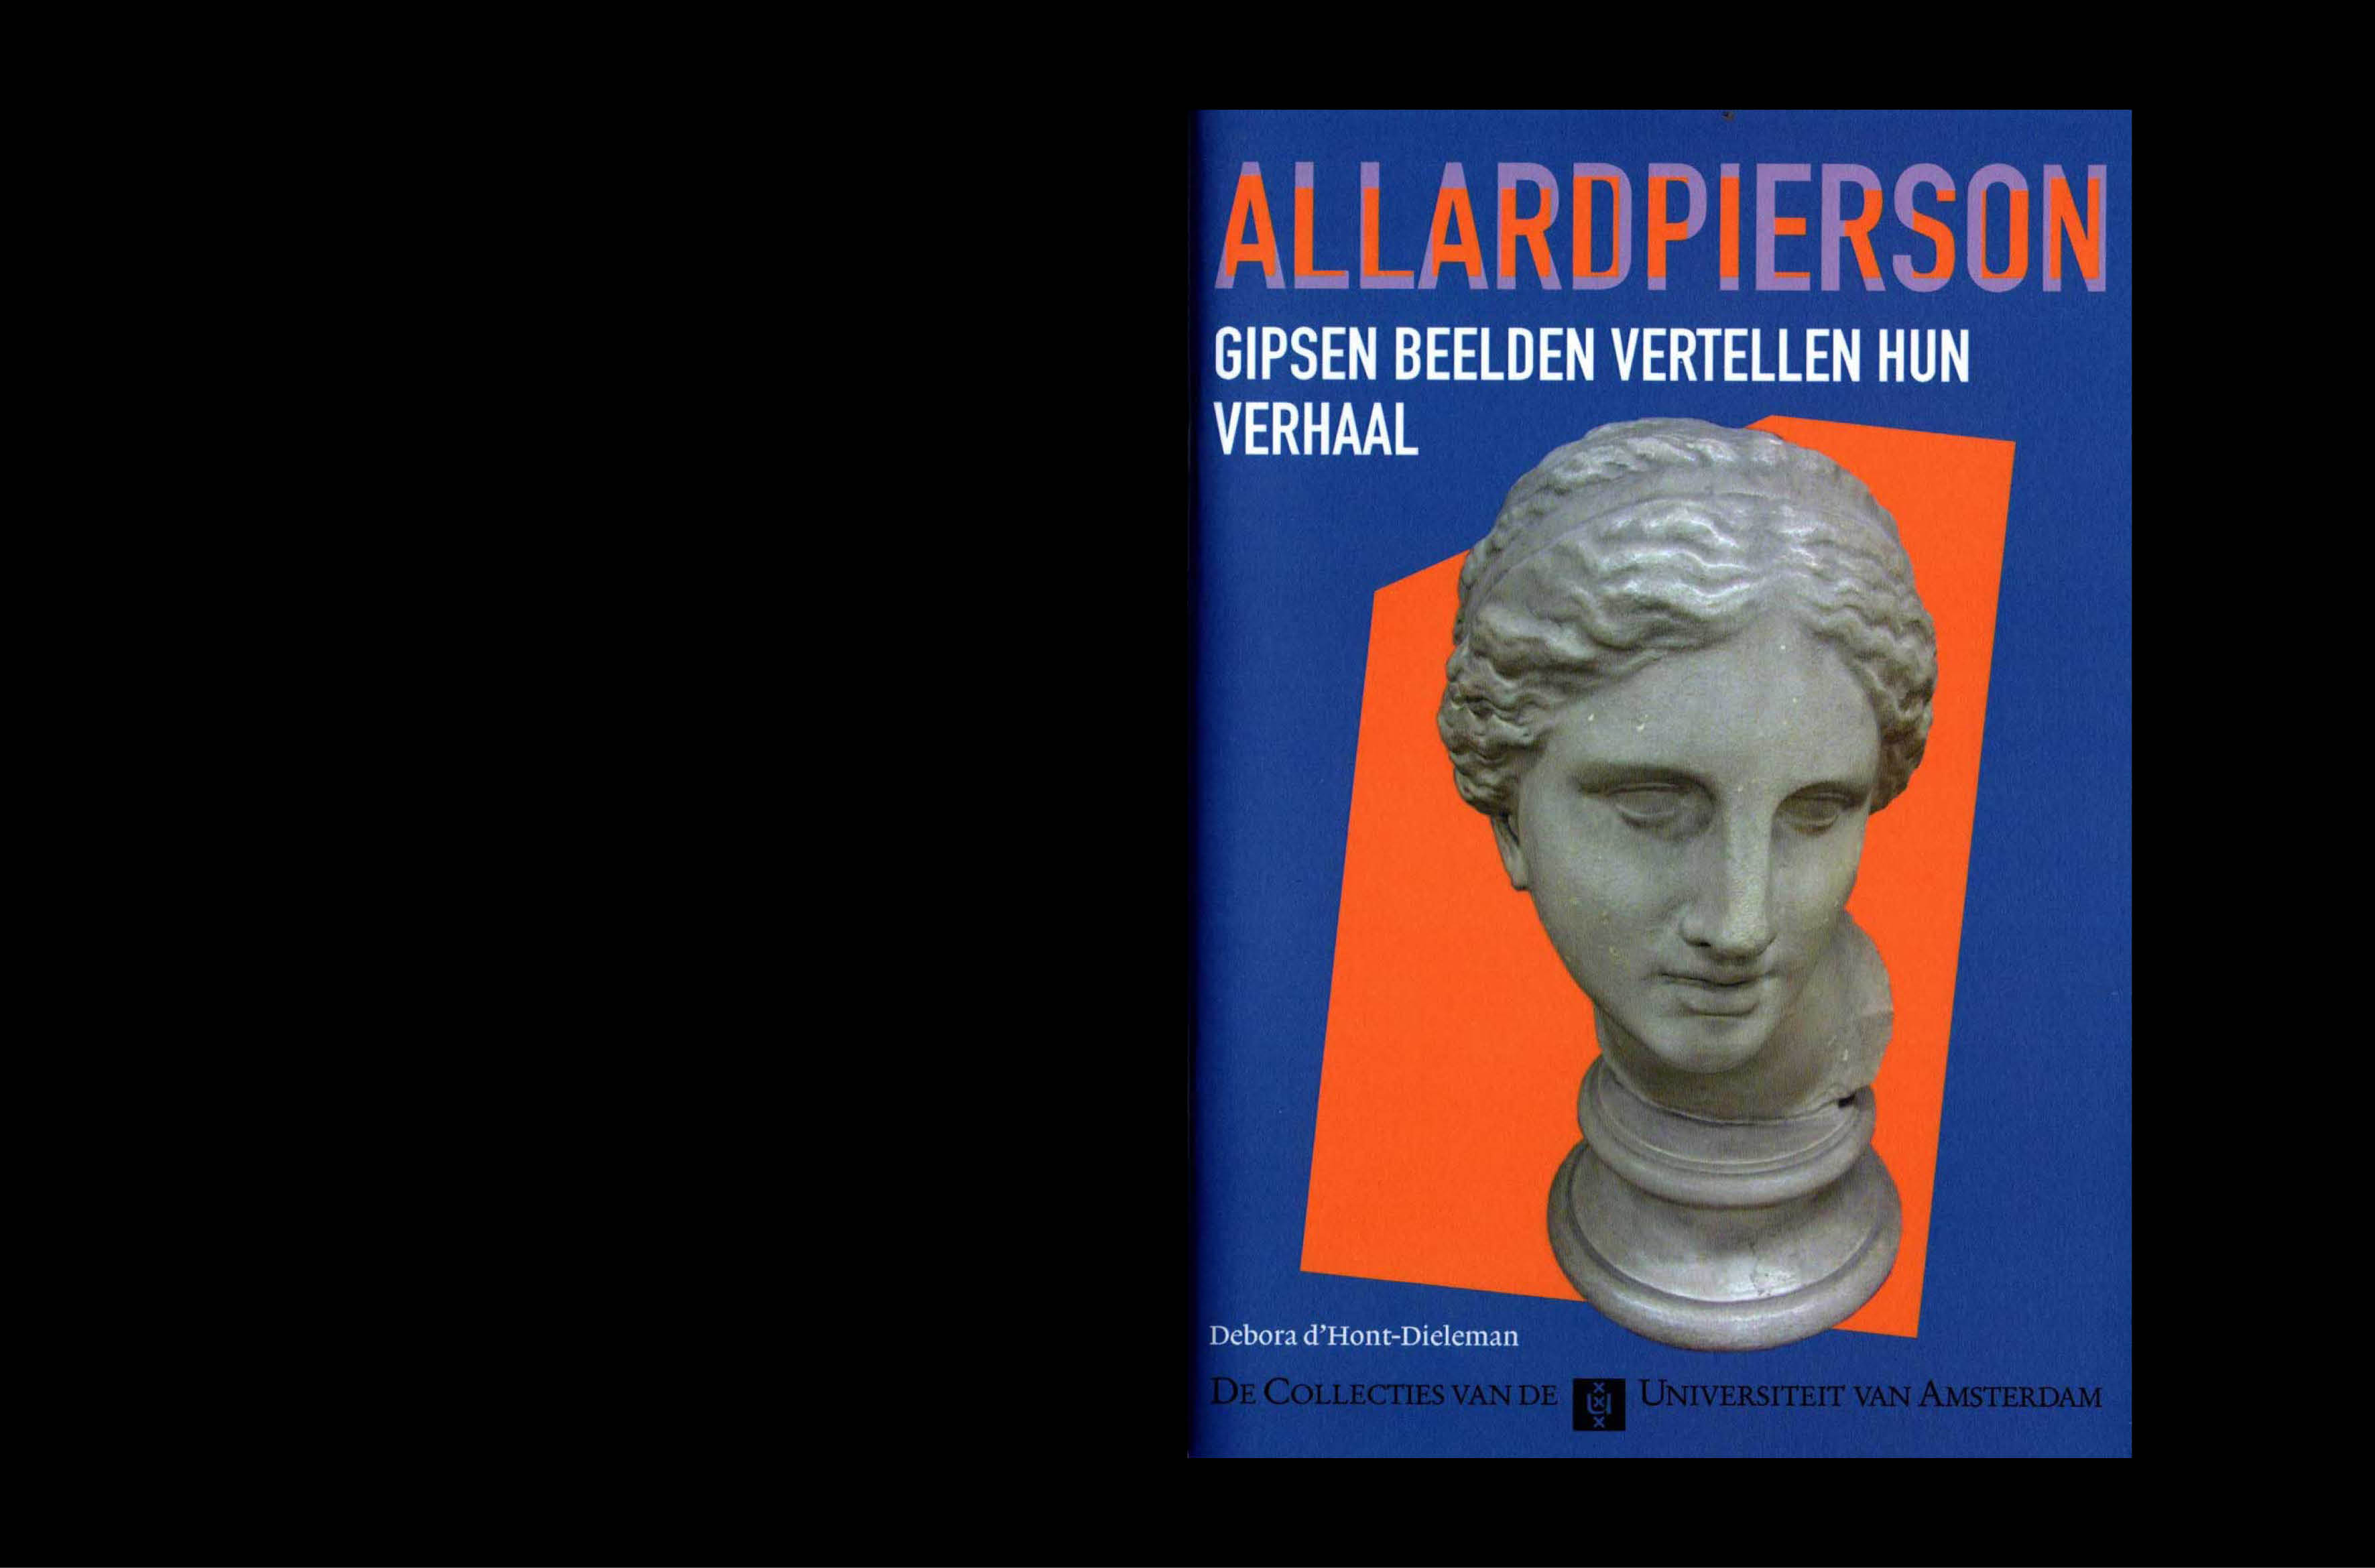 ALLARDPIERSON
GIPSEN BEELDEN VERTELLEN HUN
VERHAAL
Debora d'Hont-Dieleman
DE COLLECTIES VAN DE UNIVERSITEIT VAN AMSTERDAM